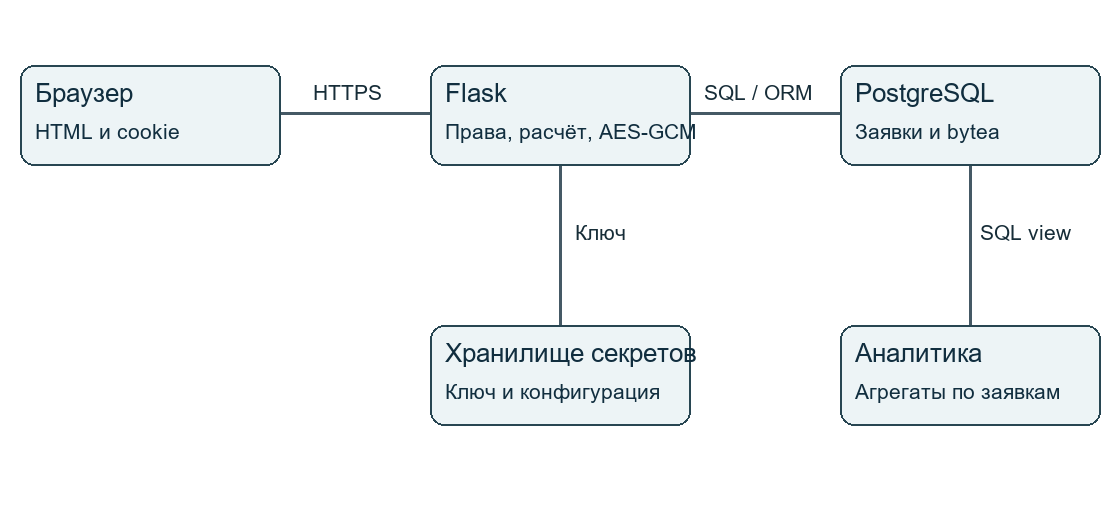 Браузер
HTML и cookie
HTTPS
Flask
Права, расчёт, AES-GCM
SQL / ORM
PostgreSQL
Заявки и bytea
Ключ
SQL view
Хранилище секретов
Ключ и конфигурация
Аналитика
Агрегаты по заявкам